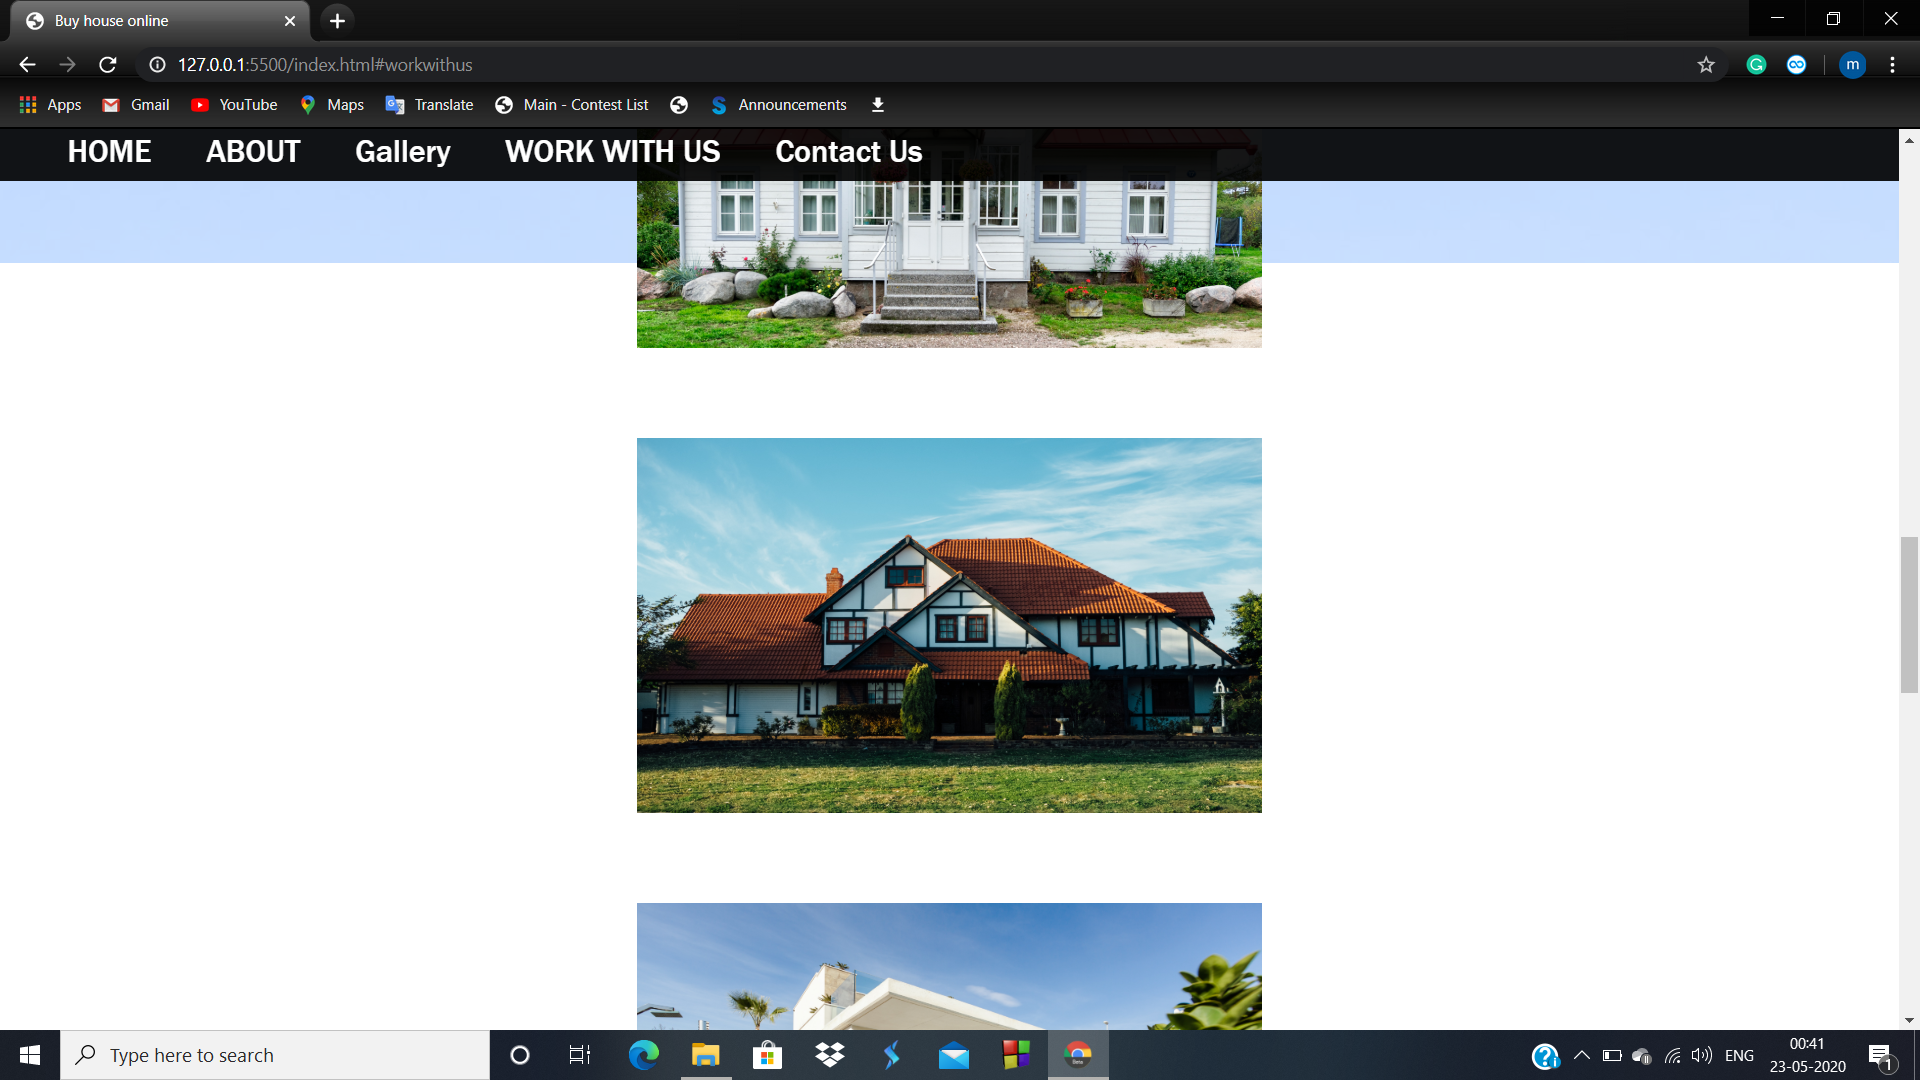 Buy house online
127.0.0.1:5500/index.html#workwithus
m
Apps Gmail YouTube Maps Translate Main - Contest List Announcements
HOME ABOUT Gallery WORK WITH US Contact Us
Type here to search
ENG
00:41
23-05-2020
1